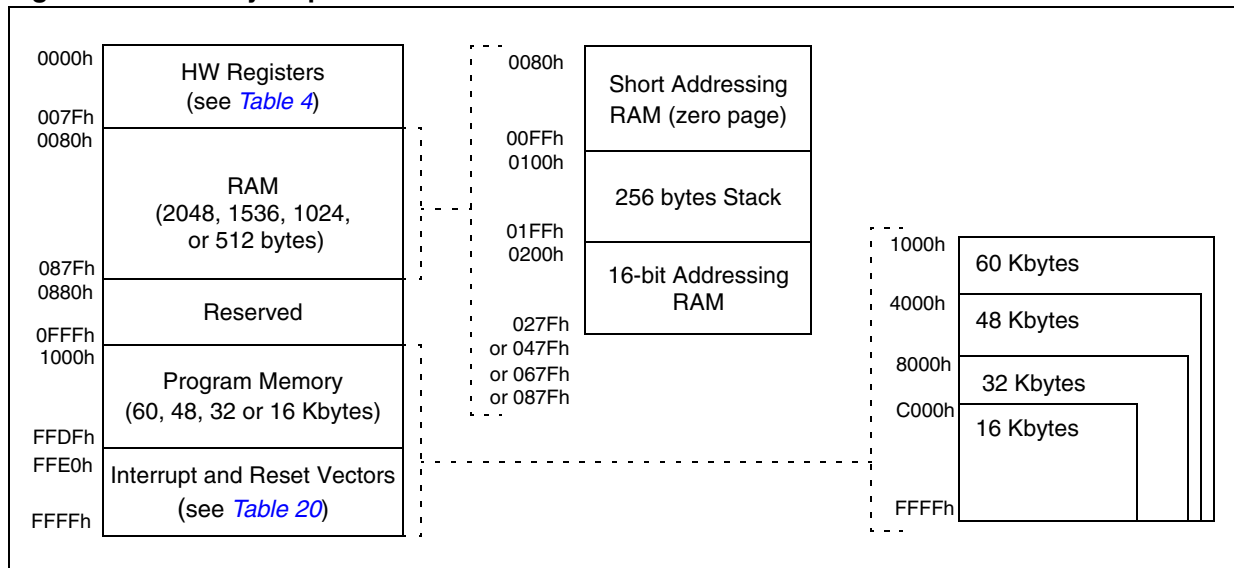 0000h
HW Registers
(see Table 4)
007Fh
0080h
RAM
(2048, 1536, 1024,
or 512 bytes)
087Fh
0880h
Reserved
0FFFh
1000h
Program Memory
(60, 48, 32 or 16 Kbytes)
FFDFh
FFE0h
Interrupt and Reset Vectors
(see Table 20)
FFFFh
0080h
Short Addressing
RAM (zero page)
00FFh
0100h
256 bytes Stack
01FFh
0200h
16-bit Addressing
RAM
027Fh
or 047Fh
or 067Fh
or 087Fh
1000h
60 Kbytes
4000h
48 Kbytes
8000h
32 Kbytes
C000h
16 Kbytes
FFFFh